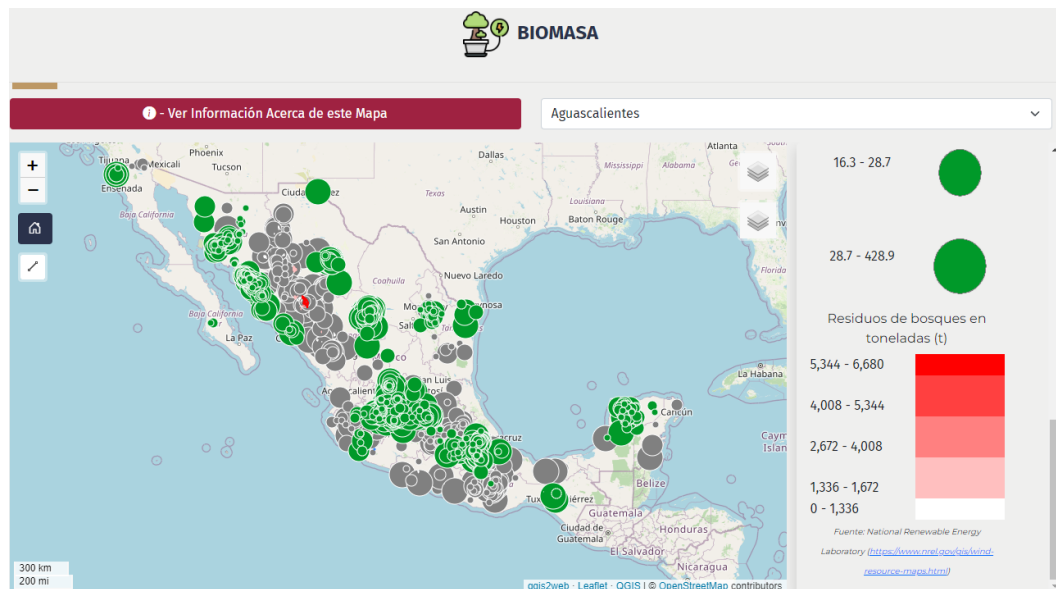 BIOMASA
i - Ver Información Acerca de este Mapa
Aguascalientes
+
−
Phoenix
Tucson
Tijuana
Mexicali
Ensenada
Dallas
Atlanta
Mississipi
Alabama
Texas
Louisiana
Austin
Houston
Baton Rouge
San Antonio
Baja California
Nuevo Laredo
Coahuila
Florida
Baja California
La Paz
La Habana
Cancún
Belize
Guatemala
Ciudad de
Guatemala
Honduras
El Salvador
Nicaragua
300 km
200 mi
qgis2web · Leaflet · QGIS | © OpenStreetMap contributors
16.3 - 28.7
28.7 - 428.9
Residuos de bosques en
toneladas (t)
5,344 - 6,680
4,008 - 5,344
2,672 - 4,008
1,336 - 1,672
0 - 1,336
Fuente: National Renewable Energy
Laboratory (https://www.nrel.gov/gis/wind-
resource-maps.html)